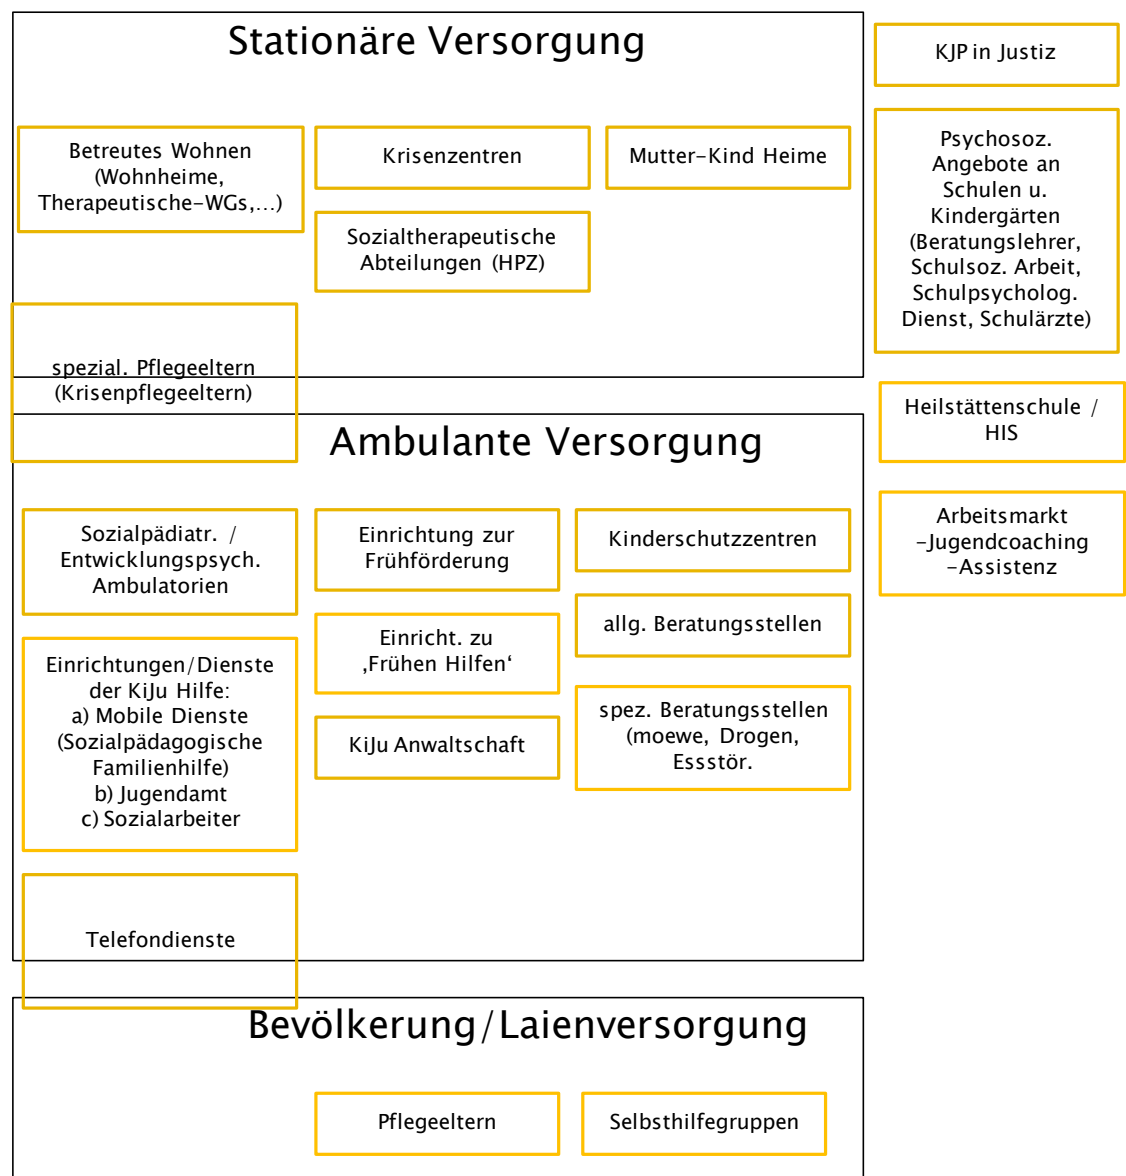 Stationäre Versorgung
Betreutes Wohnen
(Wohnheime,
Therapeutische-WGs,...)
Krisenzentren
Mutter-Kind Heime
Sozialtherapeutische
Abteilungen (HPZ)
spezial. Pflegeeltern
(Krisenpflegeeltern)
KJP in Justiz
Psychosoz.
Angebote an
Schulen u.
Kindergärten
(Beratungslehrer,
Schulsoz. Arbeit,
Schulpsycholog.
Dienst, Schulärzte)
Heilstättenschule /
HIS
Arbeitsmarkt
-Jugendcoaching
-Assistenz
Ambulante Versorgung
Sozialpädiatr. /
Entwicklungspsych.
Ambulatorien
Einrichtung zur
Frühförderung
Kinderschutzzentren
Einrichtungen/Dienste
der KiJu Hilfe:
a) Mobile Dienste
(Sozialpädagogische
Familienhilfe)
b) Jugendamt
c) Sozialarbeiter
Einricht. zu
‚Frühen Hilfen‘
allg. Beratungsstellen
KiJu Anwaltschaft
spez. Beratungsstellen
(moewe, Drogen,
Essstör.
Telefondienste
Bevölkerung/Laienversorgung
Pflegeeltern
Selbsthilfegruppen